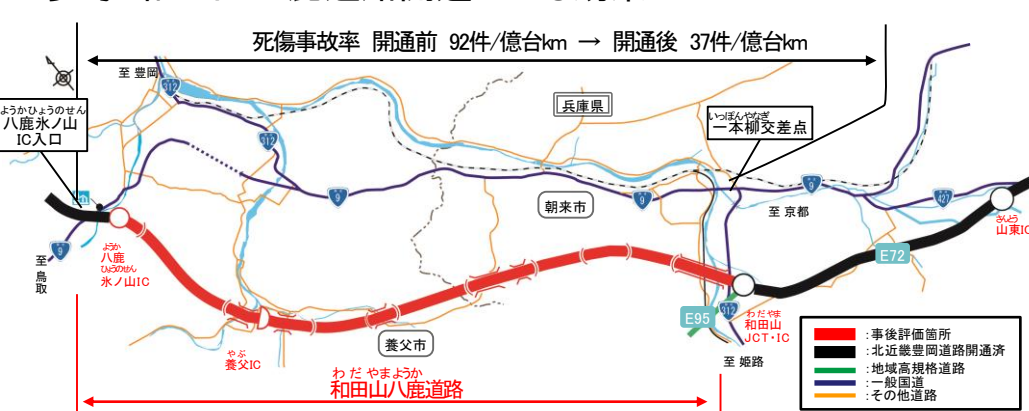 死傷事故率 開通前 92件/億台km → 開通後 37件/億台km
至 豊岡
312
兵庫県
ようかひょうのせん
八鹿氷ノ山
IC入口
いっぽんやなぎ
一本柳交差点
312
9
9
9
427
朝来市
至 京都
さんとう
山東IC
9
至 鳥取
ようか
八鹿
ひょうのせん
氷ノ山IC
E72
E95
312
わだやま
和田山
JCT・IC
養父市
やぶ
養父IC
至 姫路
わだやまようか
和田山八鹿道路
:事後評価箇所
:北近畿豊岡道路開通済
:地域高規格道路
:一般国道
:その他道路